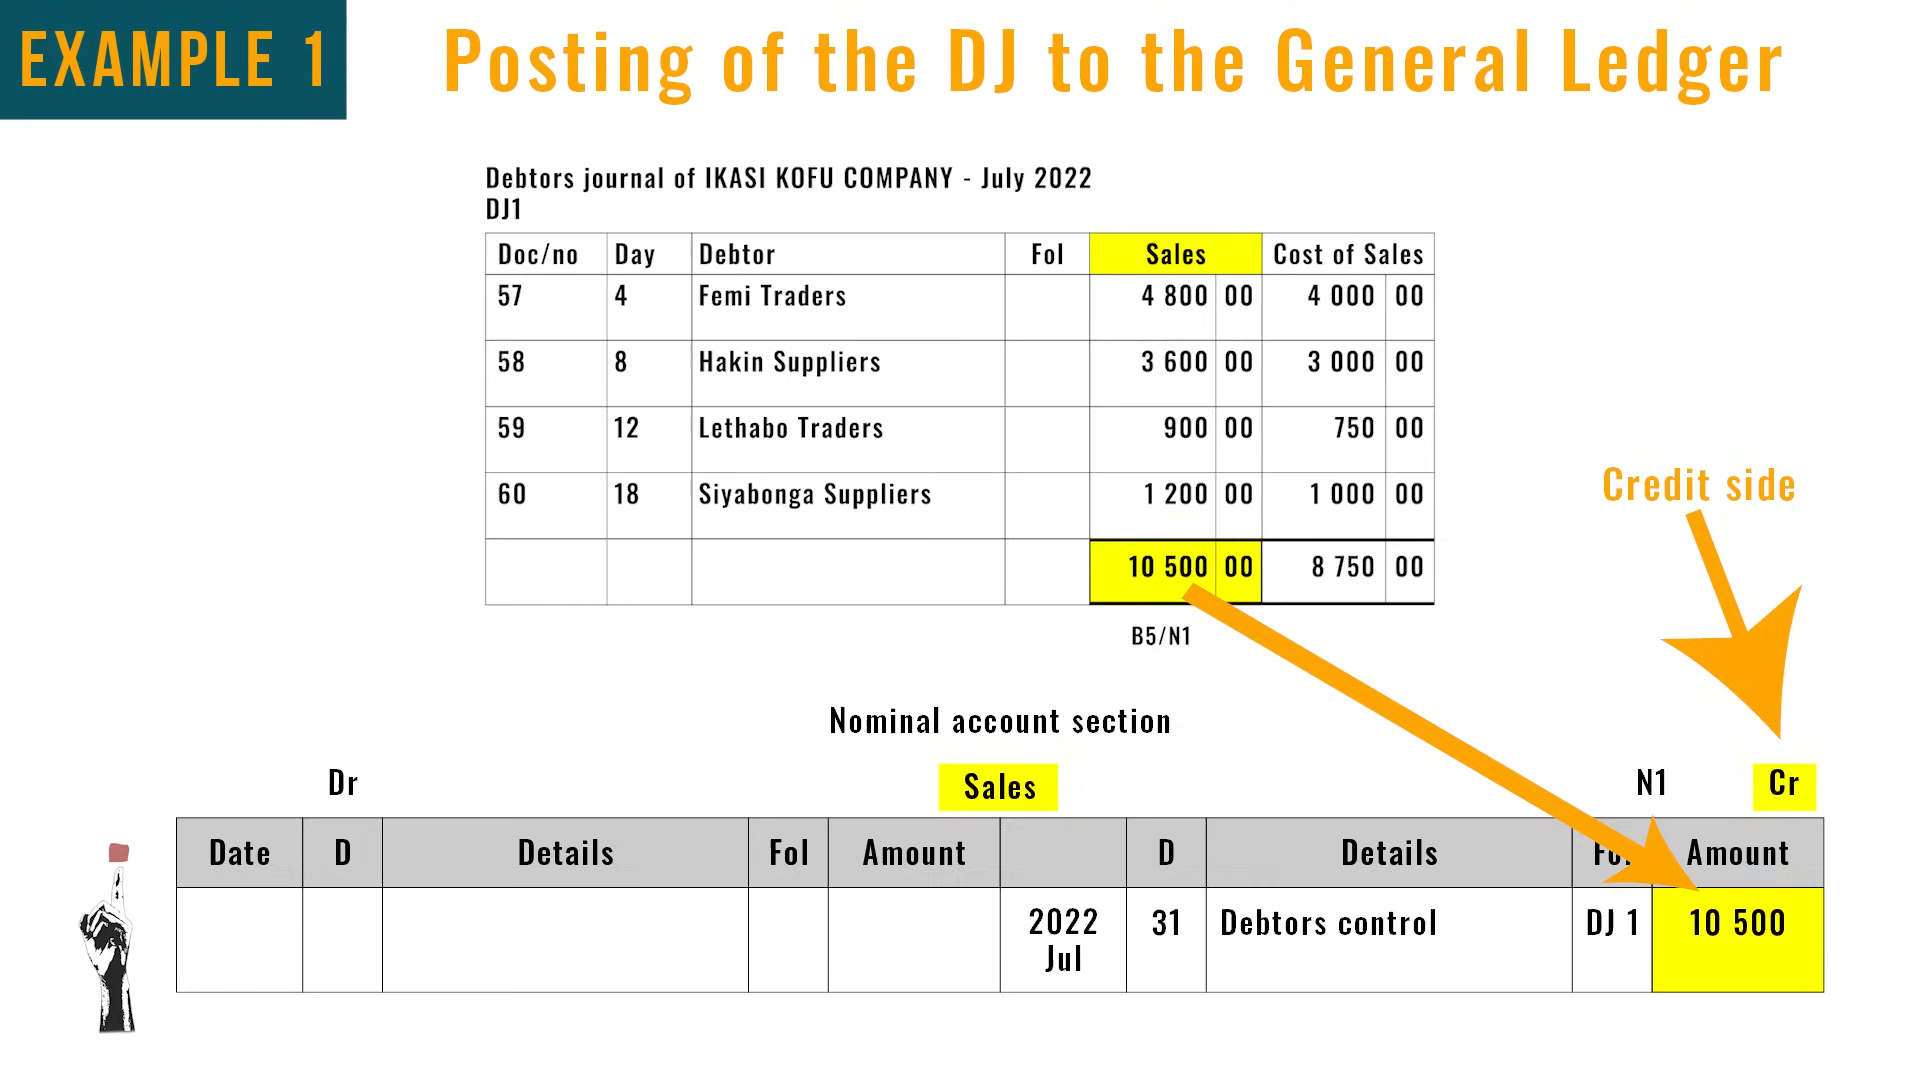 EXAMPLE 1
Posting of the DJ to the General Ledger
Debtors journal of IKASI KOFU COMPANY - July 2022
DJ1
Doc/no Day Debtor Fol Sales Cost of Sales
57 4 Femi Traders 4 800 00 4 000 00
58 8 Hakin Suppliers 3 600 00 3 000 00
59 12 Lethabo Traders 900 00 750 00
60 18 Siyabonga Suppliers 1 200 00 1 000 00
10 500 00 8 750 00
B5/N1
Credit side
Nominal account section
Dr Sales N1 Cr
Date D Details Fol Amount D Details Fol Amount
2022 31 Debtors control DJ 1 10 500
Jul